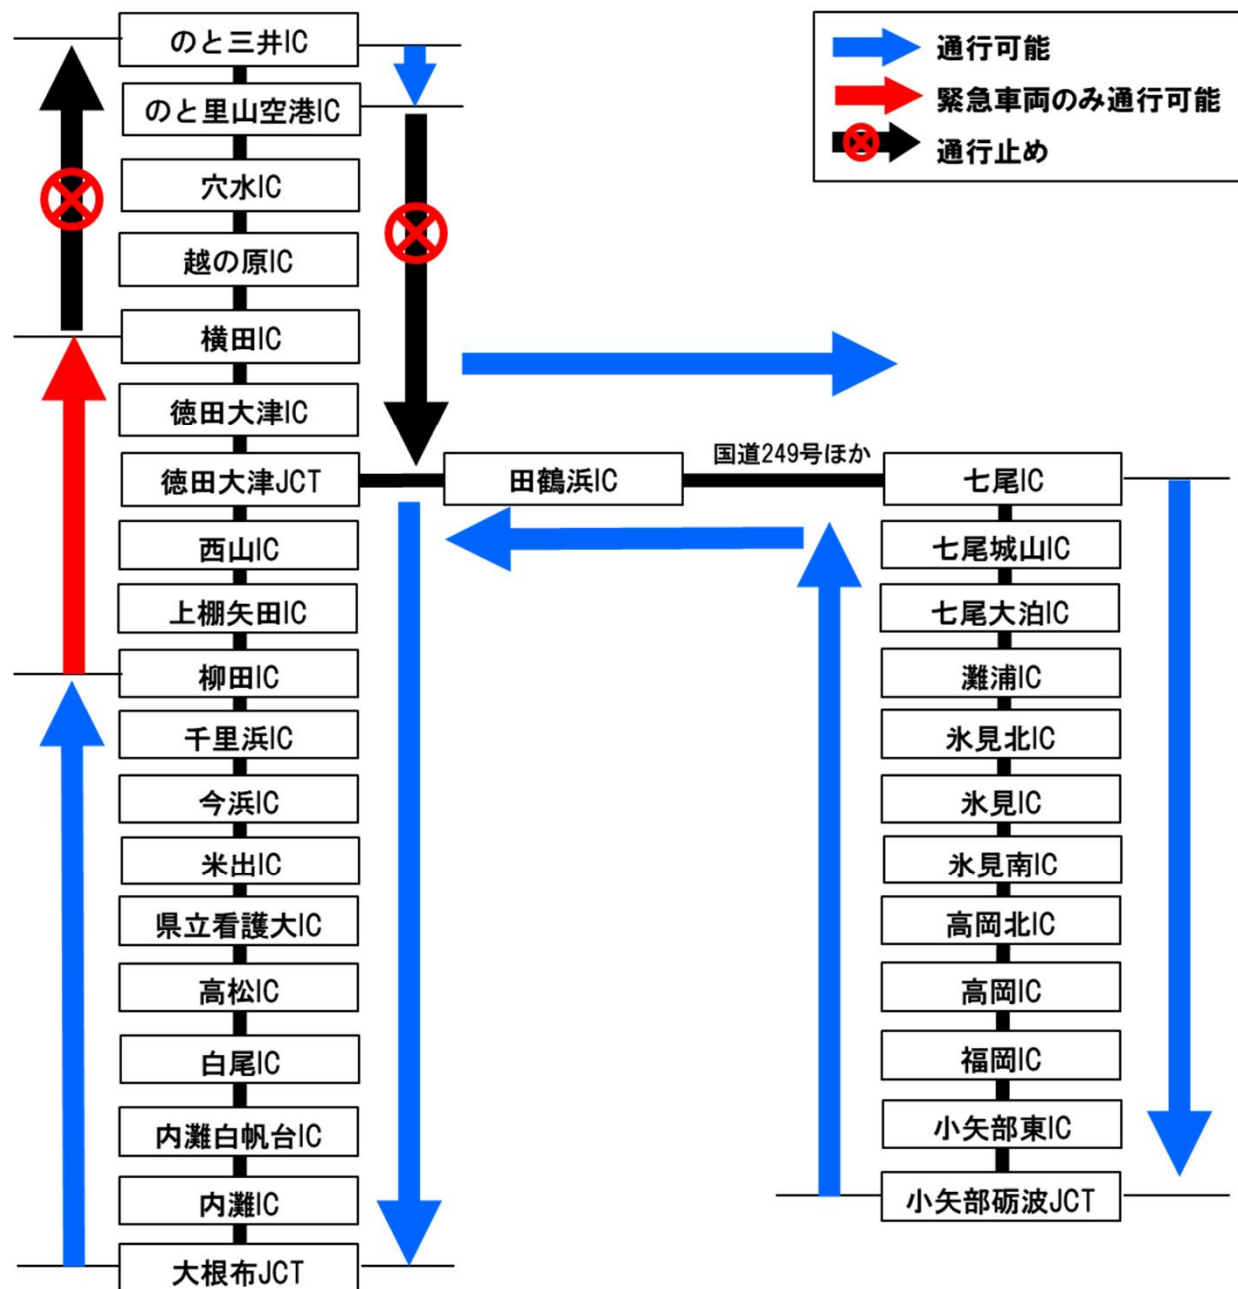 通行可能
緊急車両のみ通行可能
通行止め
のと三井IC
のと里山空港IC
穴水IC
越の原IC
横田IC
徳田大津IC
徳田大津JCT
西山IC
上棚矢田IC
柳田IC
千里浜IC
今浜IC
米出IC
県立看護大IC
高松IC
白尾IC
内灘白帆台IC
内灘IC
大根布JCT
田鶴浜IC
国道249号ほか
七尾IC
七尾城山IC
七尾大泊IC
灘浦IC
氷見北IC
氷見IC
氷見南IC
高岡北IC
高岡IC
福岡IC
小矢部東IC
小矢部砺波JCT